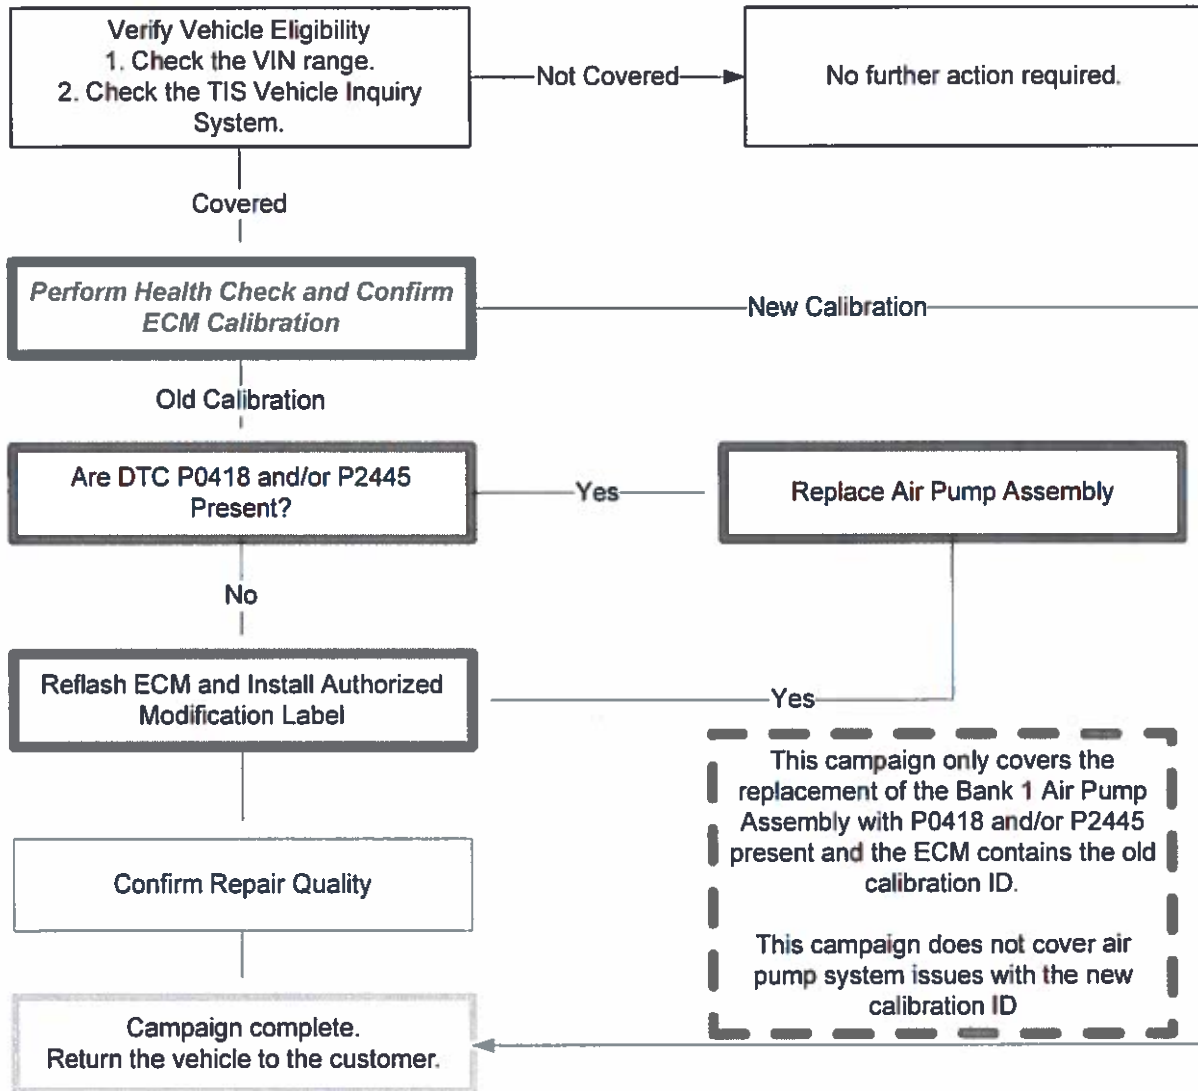 Verify Vehicle Eligibility
1. Check the VIN range.
2. Check the TIS Vehicle Inquiry
System.
Not Covered
No further action required.
Covered
Perform Health Check and Confirm
ECM Calibration
New Calibration
Old Calibration
Are DTC P0418 and/or P2445
Present?
Yes
Replace Air Pump Assembly
No
Reflash ECM and Install Authorized
Modification Label
Yes
This campaign only covers the
replacement of the Bank 1 Air Pump
Assembly with P0418 and/or P2445
present and the ECM contains the old
calibration ID.
This campaign does not cover air
pump system issues with the new
calibration ID
Confirm Repair Quality
Campaign complete.
Return the vehicle to the customer.